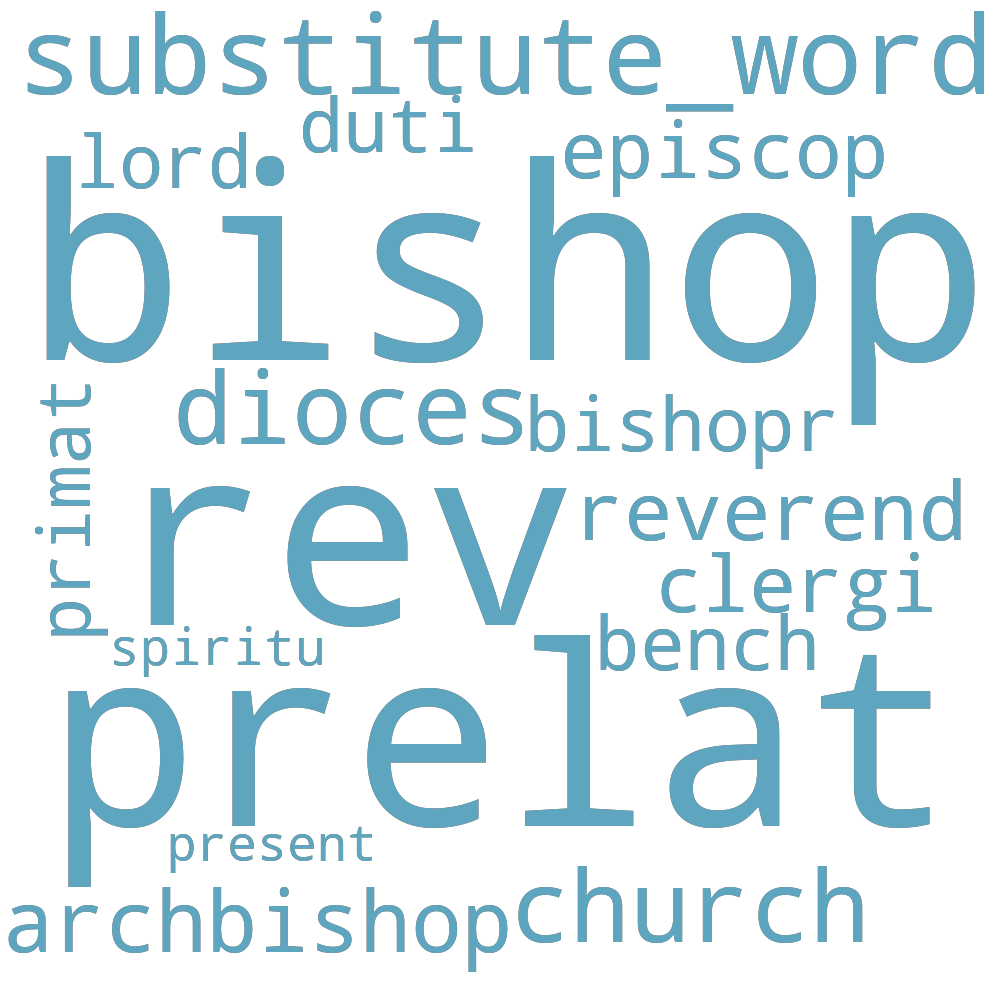 substitute_word
duti
lord
episcop
bishop
dioces
bishopr
primat
rev
reverend
clergi
bench
spiritu
prelat
present
archbishop
church